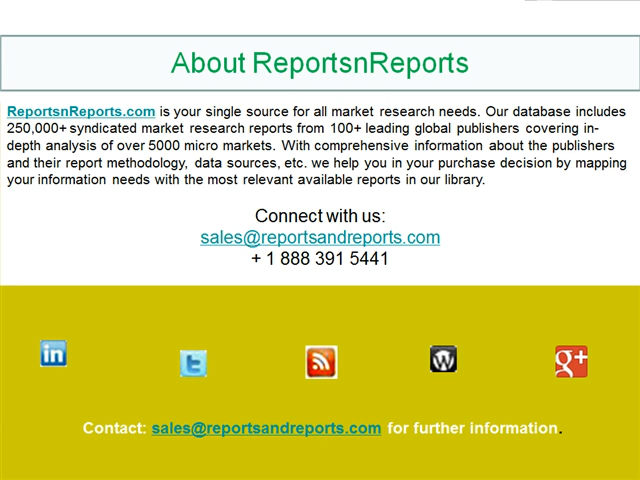 About ReportsnReports
ReportsnReports.com is your single source for all market research needs. Our database includes
250,000+ syndicated market research reports from 100+ leading global publishers covering in-
depth analysis of over 5000 micro markets. With comprehensive information about the publishers
and their report methodology, data sources, etc. we help you in your purchase decision by mapping
your information needs with the most relevant available reports in our library.
Connect with us:
sales@reportsandreports.com
+ 1 888 391 5441
in t W g+
Contact: sales@reportsandreports.com for further information.